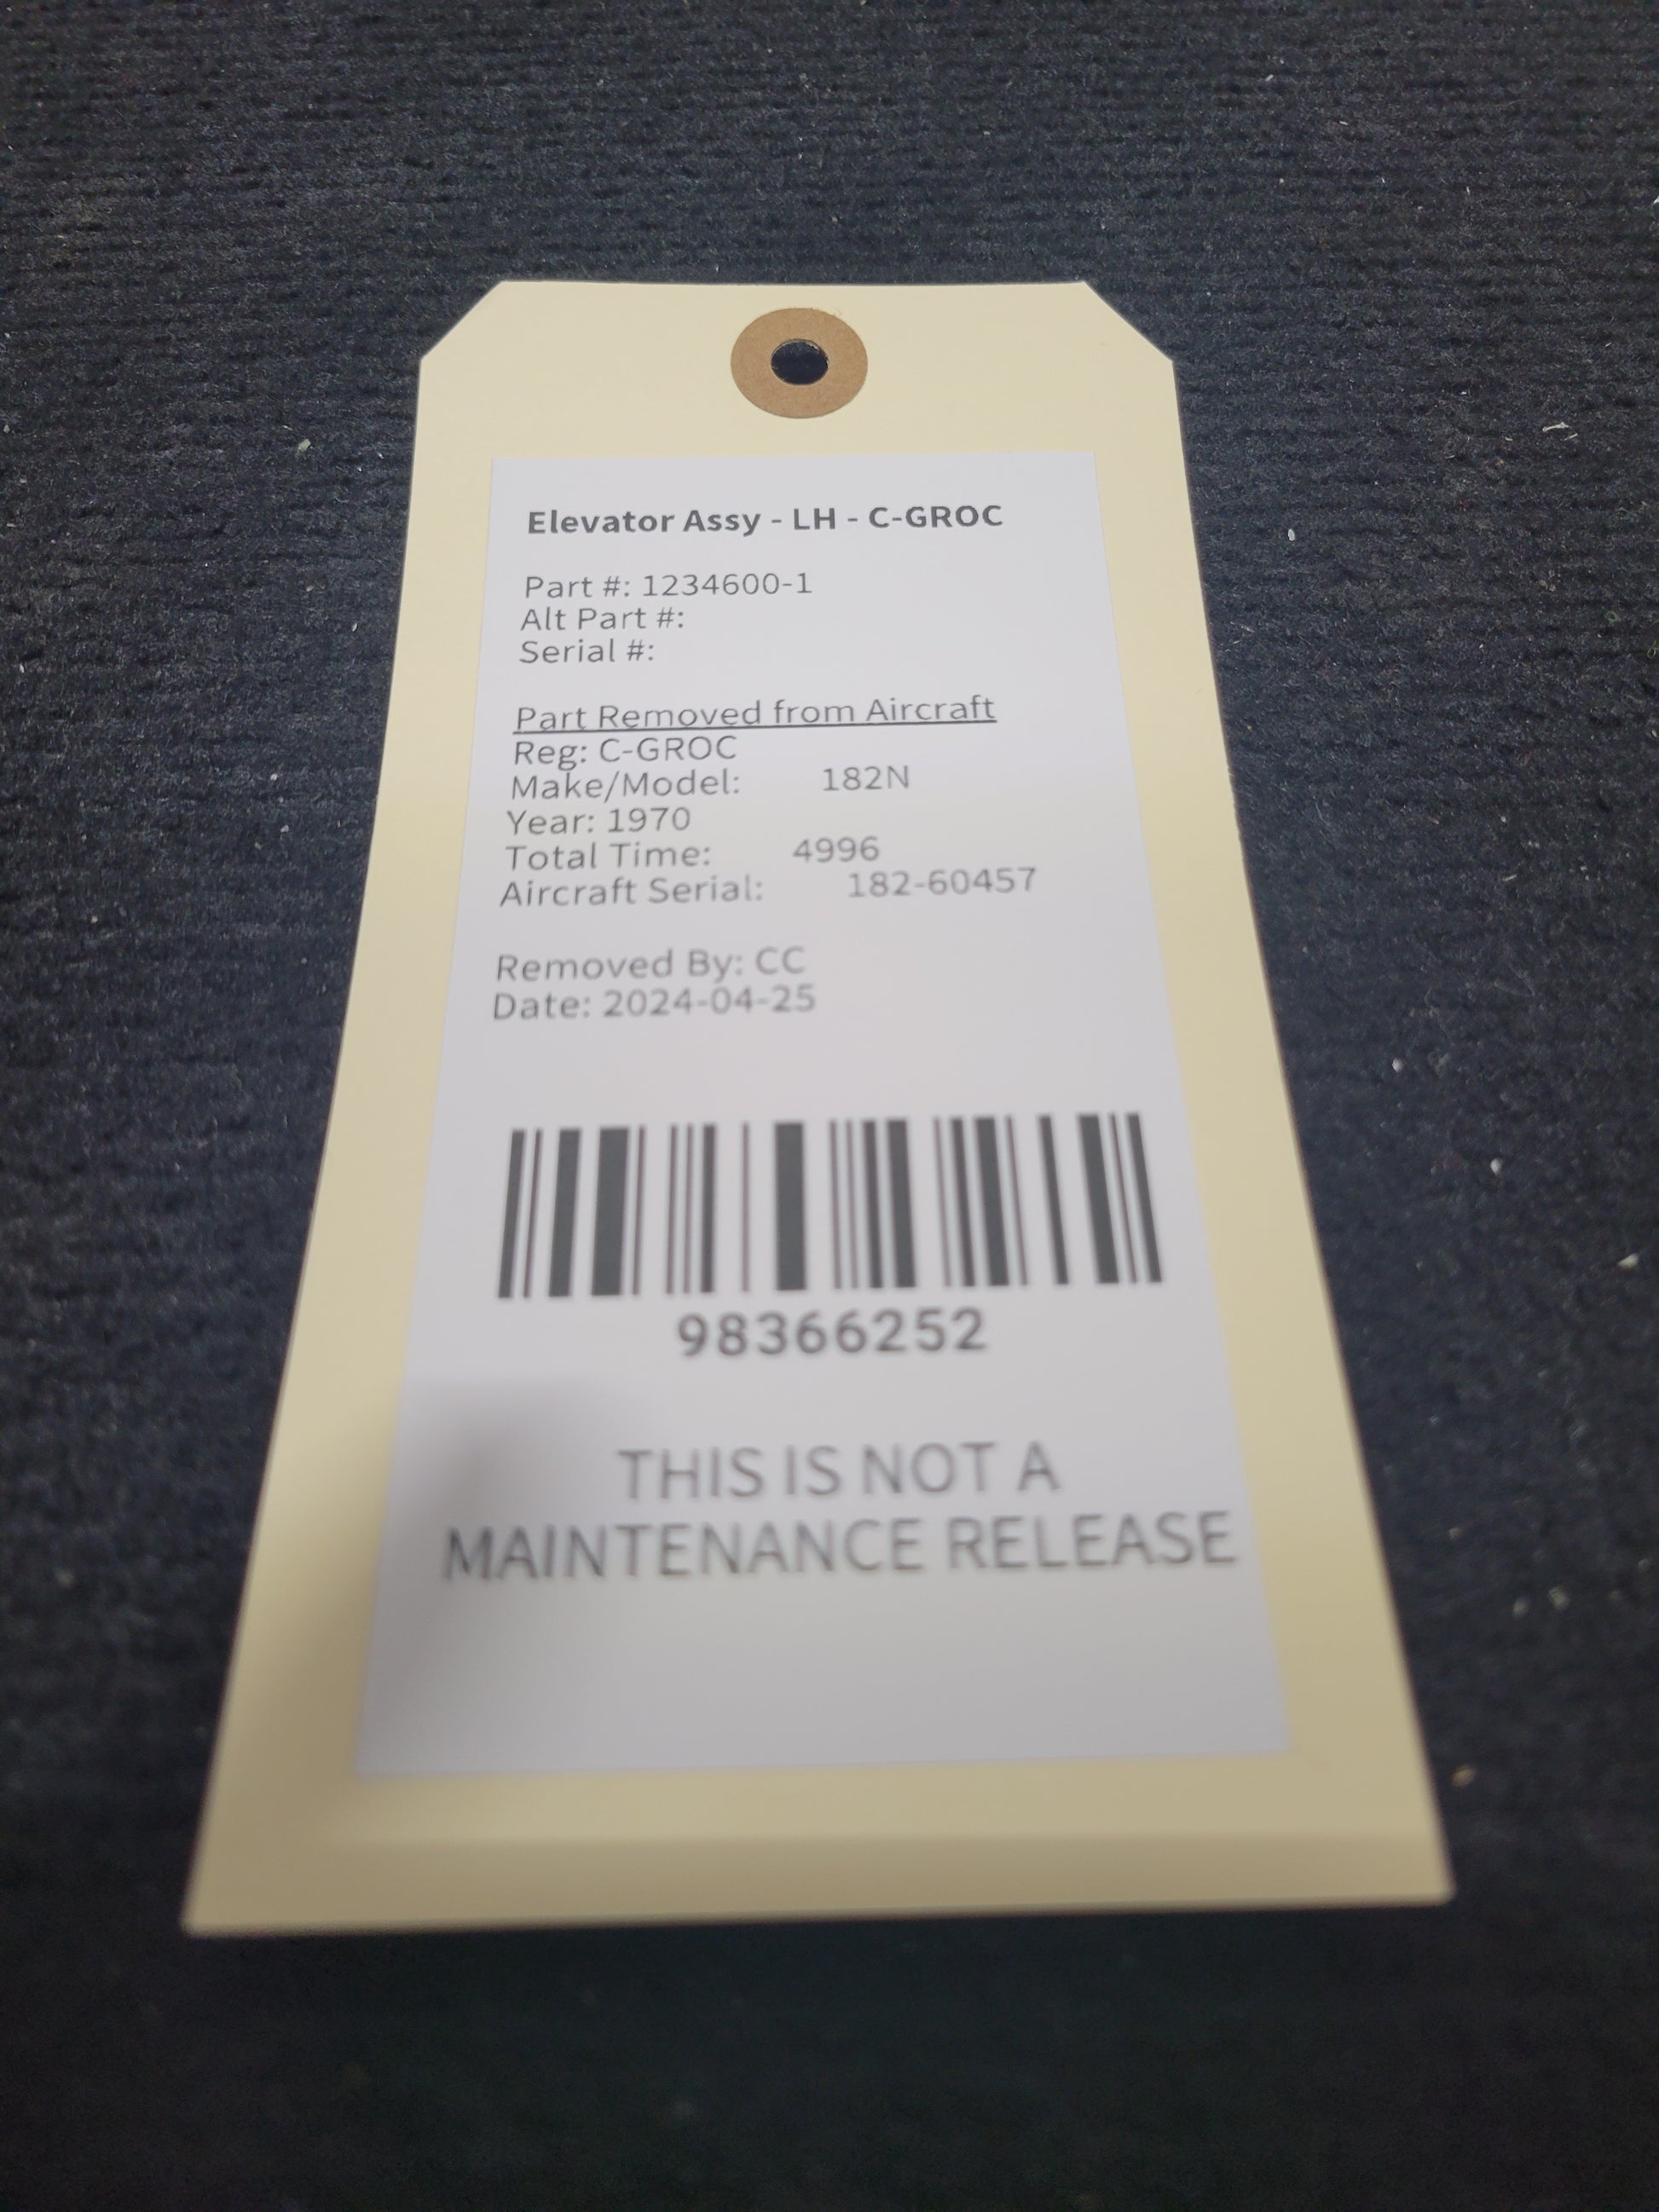 Elevator Assy - LH - C-GROC
Part #: 1234600-1
Alt Part #:
Serial #:
Part Removed from Aircraft
Reg: C-GROC
Make/Model: 182N
Year: 1970
Total Time: 4996
Aircraft Serial: 182-60457
Removed By: CC
Date: 2024-04-25
98366252
THIS IS NOT A
MAINTENANCE RELEASE